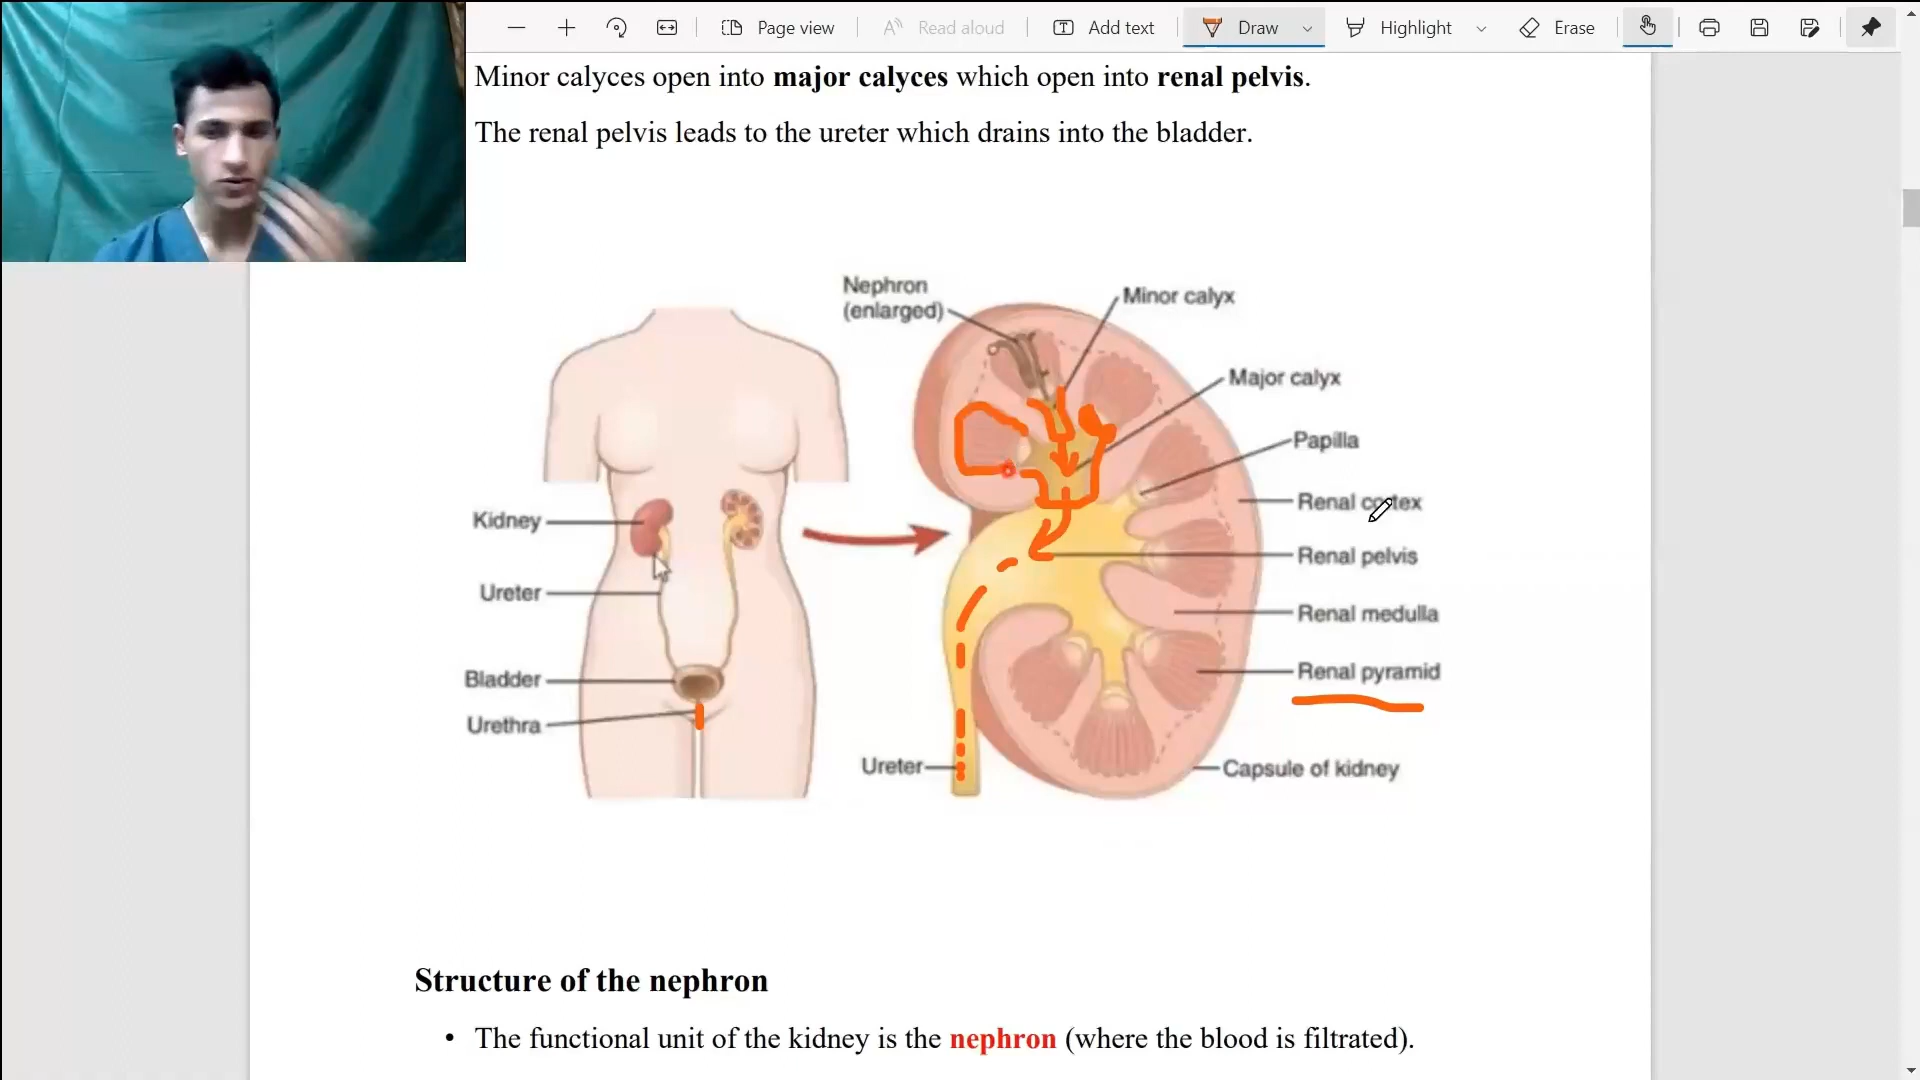 Page view
Read aloud
Add text
Draw
Highlight
Erase
Minor calyces open into major calyces which open into renal pelvis.
The renal pelvis leads to the ureter which drains into the bladder.
Nephron
(enlarged)
Minor calyx
Major calyx
Papilla
Renal cortex
Renal pelvis
Renal medulla
Renal pyramid
Capsule of kidney
Ureter
Kidney
Ureter
Bladder
Urethra
Structure of the nephron
• The functional unit of the kidney is the nephron (where the blood is filtrated).